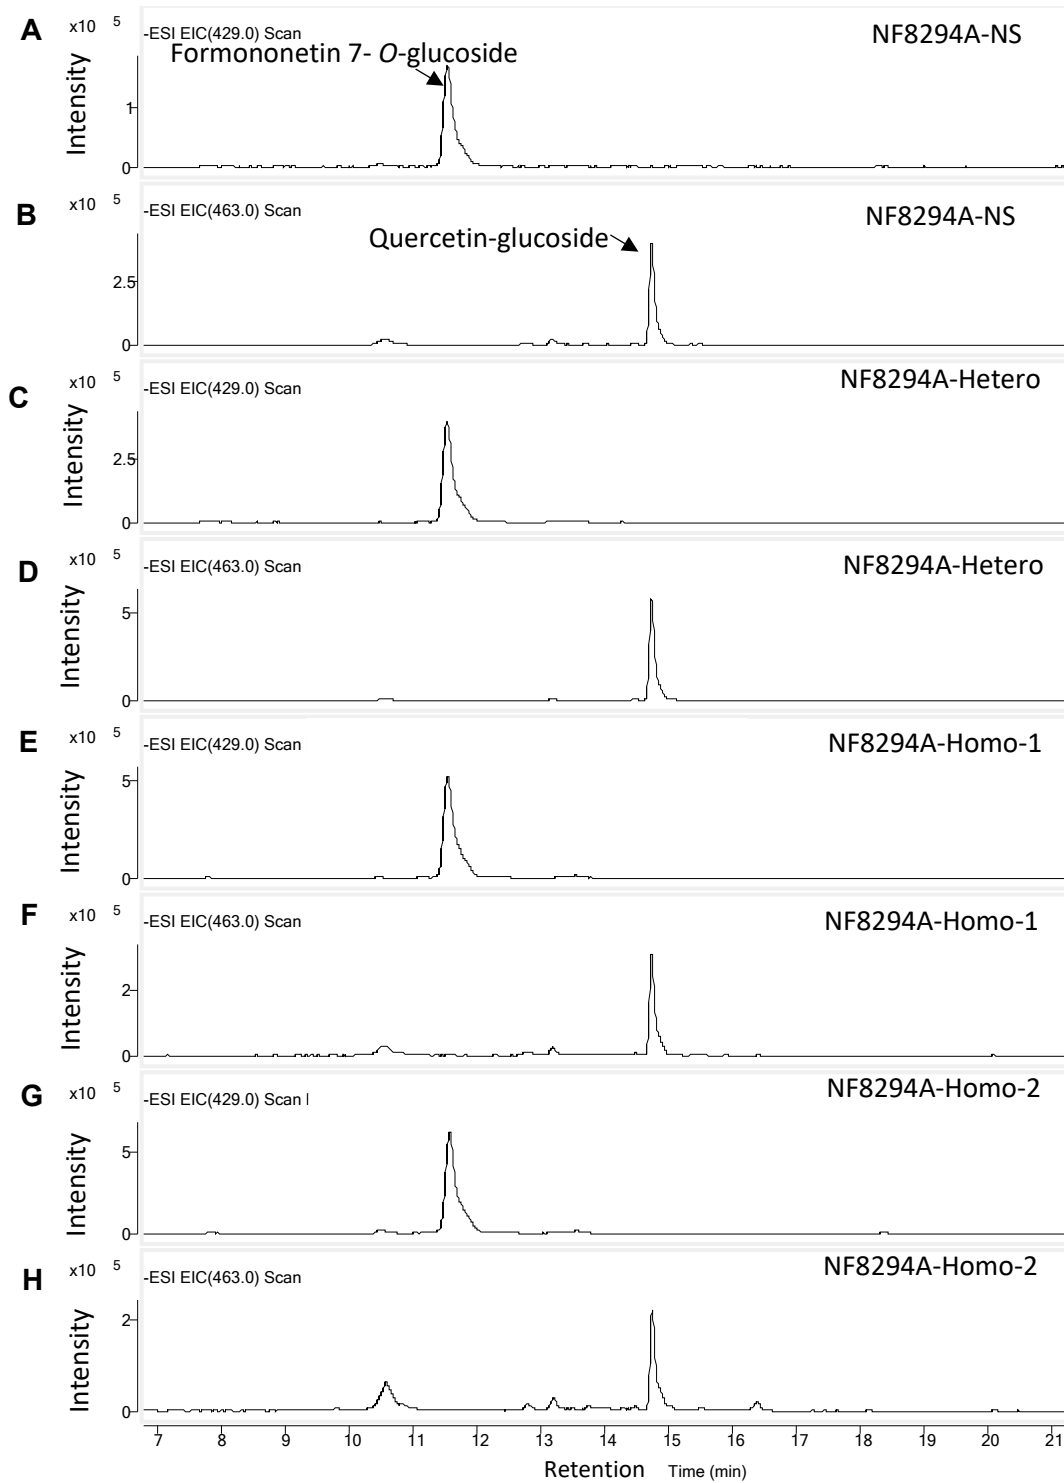 A
x10 5
-ESI EIC(429.0) Scan
NF8294A-NS
Formononetin 7- O-glucoside
Intensity
1
0
B
x10 5
-ESI EIC(463.0) Scan
NF8294A-NS
Quercetin-glucoside
Intensity
2.5
0
C
x10 5
-ESI EIC(429.0) Scan
NF8294A-Hetero
Intensity
2.5
0
D
x10 5
-ESI EIC(463.0) Scan
NF8294A-Hetero
Intensity
5
0
E
x10 5
-ESI EIC(429.0) Scan
NF8294A-Homo-1
Intensity
5
0
F
x10 5
-ESI EIC(463.0) Scan
NF8294A-Homo-1
Intensity
2
0
G
x10 5
-ESI EIC(429.0) Scan
NF8294A-Homo-2
Intensity
5
0
H
x10 5
-ESI EIC(463.0) Scan
NF8294A-Homo-2
Intensity
2
0
7 8 9 10 11 12 13 14 15 16 17 18 19 20 21
Retention Time (min)